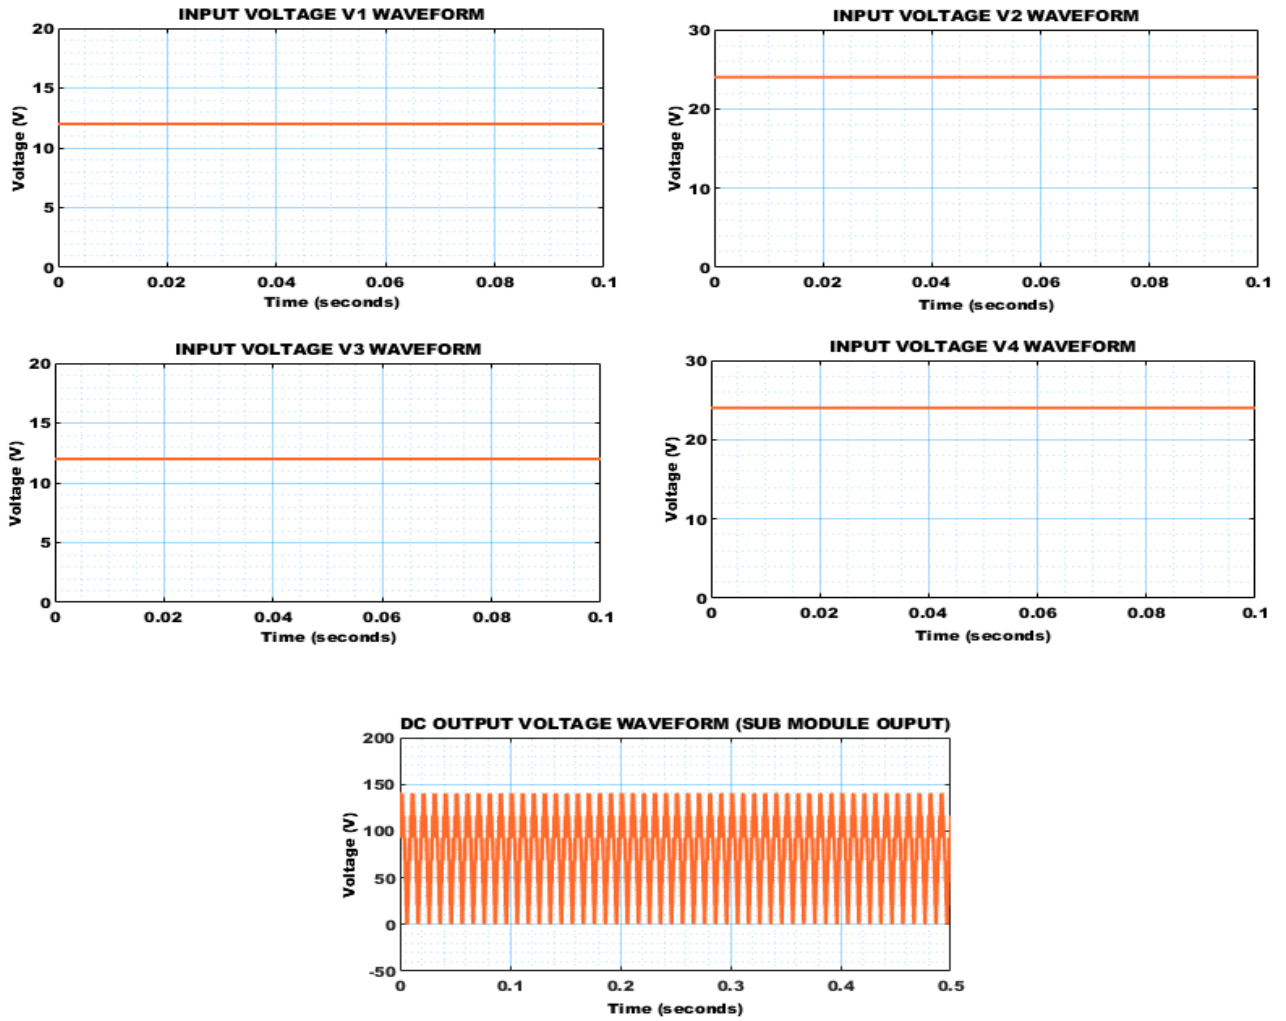 INPUT VOLTAGE V1 WAVEFORM
20
15
10
5
0
Voltage (V)
0 0.02 0.04 0.06 0.08 0.1
Time (seconds)
INPUT VOLTAGE V2 WAVEFORM
30
20
10
0
Voltage (V)
0 0.02 0.04 0.06 0.08 0.1
Time (seconds)
INPUT VOLTAGE V3 WAVEFORM
20
15
10
5
0
Voltage (V)
0 0.02 0.04 0.06 0.08 0.1
Time (seconds)
INPUT VOLTAGE V4 WAVEFORM
30
20
10
0
Voltage (V)
0 0.02 0.04 0.06 0.08 0.1
Time (seconds)
DC OUTPUT VOLTAGE WAVEFORM (SUB MODULE OUPUT)
200
150
100
50
0
-50
Voltage (V)
0 0.1 0.2 0.3 0.4 0.5
Time (seconds)